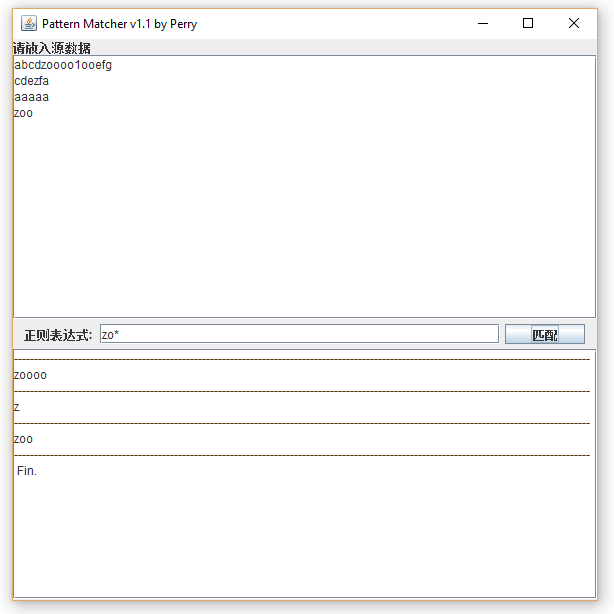 Pattern Matcher v1.1 by Perry
请放入源数据
abcdzoooo1ooefg
cdezfa
aaaaa
zoo
正则表达式: zo* 匹配
zoooo
z
zoo
Fin.